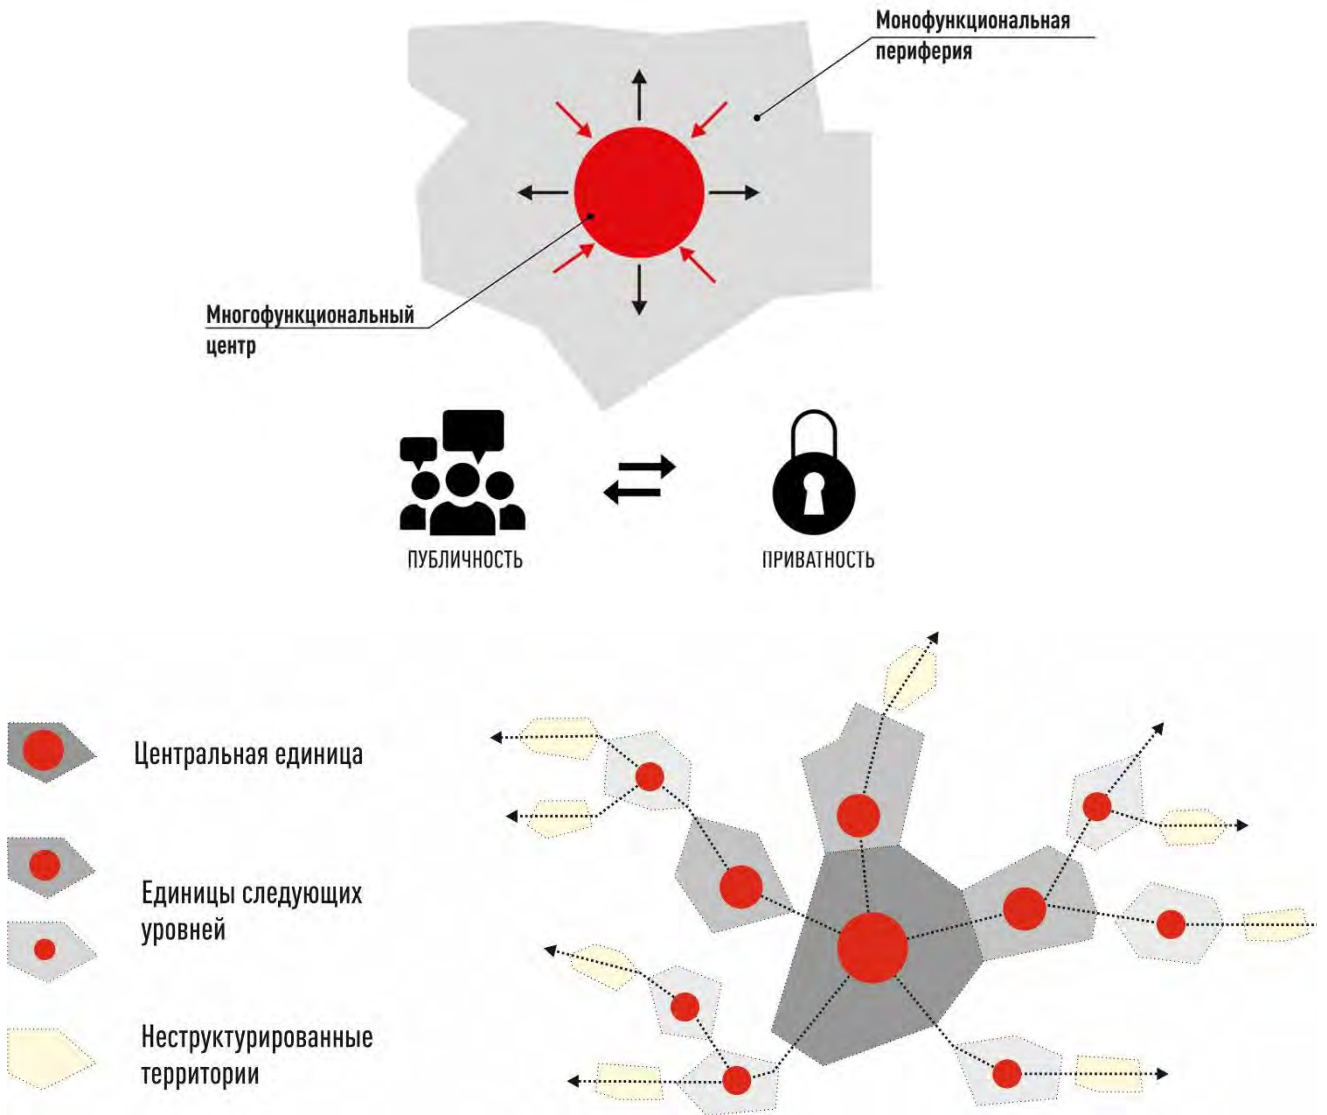 Монофункциональная
периферия
Многофункциональный
центр
ПУБЛИЧНОСТЬ
ПРИВАТНОСТЬ
Центральная единица
Единицы следующих
уровней
Неструктурированные
территории